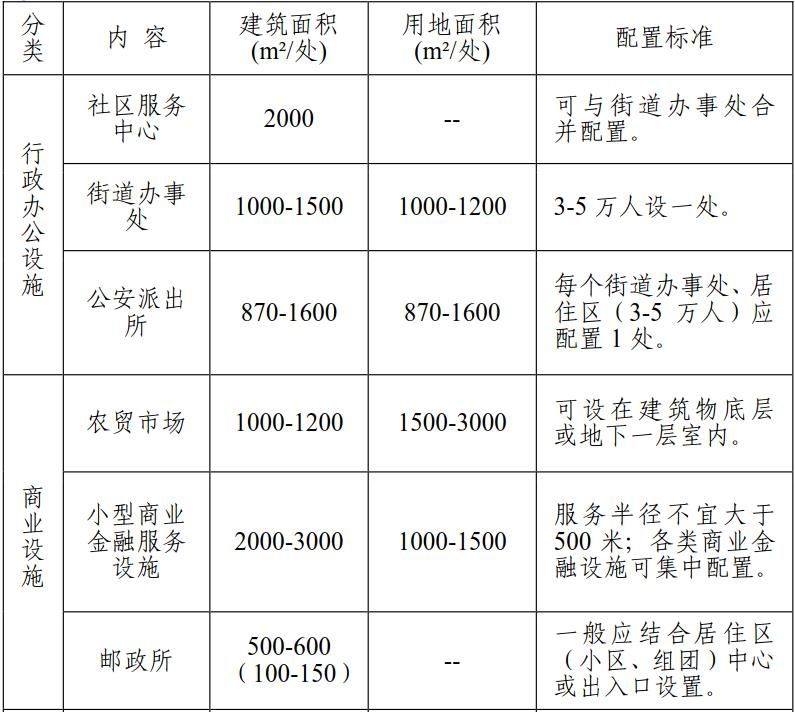 分类
内 容
建筑面积
(m²/处)
用地面积
(m²/处)
配置标准
行政办公设施
社区服务
中心
2000
--
可与街道办事处合
并配置。
街道办事
处
1000-1500
1000-1200
3-5 万人设一处。
公安派出
所
870-1600
870-1600
每个街道办事处、居
住区（3-5 万人）应
配置 1 处。
商业设施
农贸市场
1000-1200
1500-3000
可设在建筑物底层
或地下一层室内。
小型商业
金融服务
设施
2000-3000
1000-1500
服务半径不宜大于
500 米；各类商业金
融设施可集中配置。
邮政所
500-600
（100-150）
--
一般应结合居住区
（小区、组团）中心
或出入口设置。